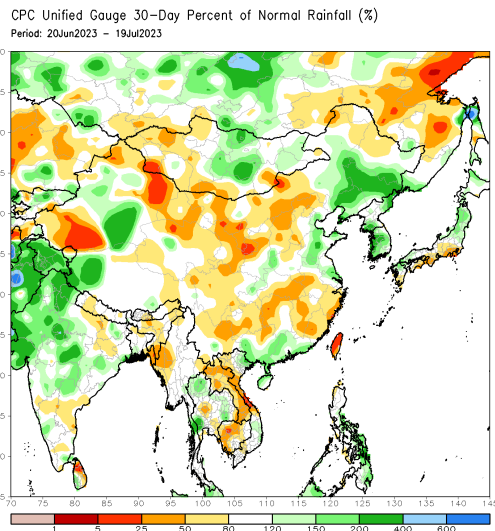 CPC Unified Gauge 30-Day Percent of Normal Rainfall (%)
Period: 20Jun2023 - 19Jul2023
70 75 80 85 90 95 100 105 110 115 120 125 130 135 140
1 5 25 50 80 120 150 200 400 600